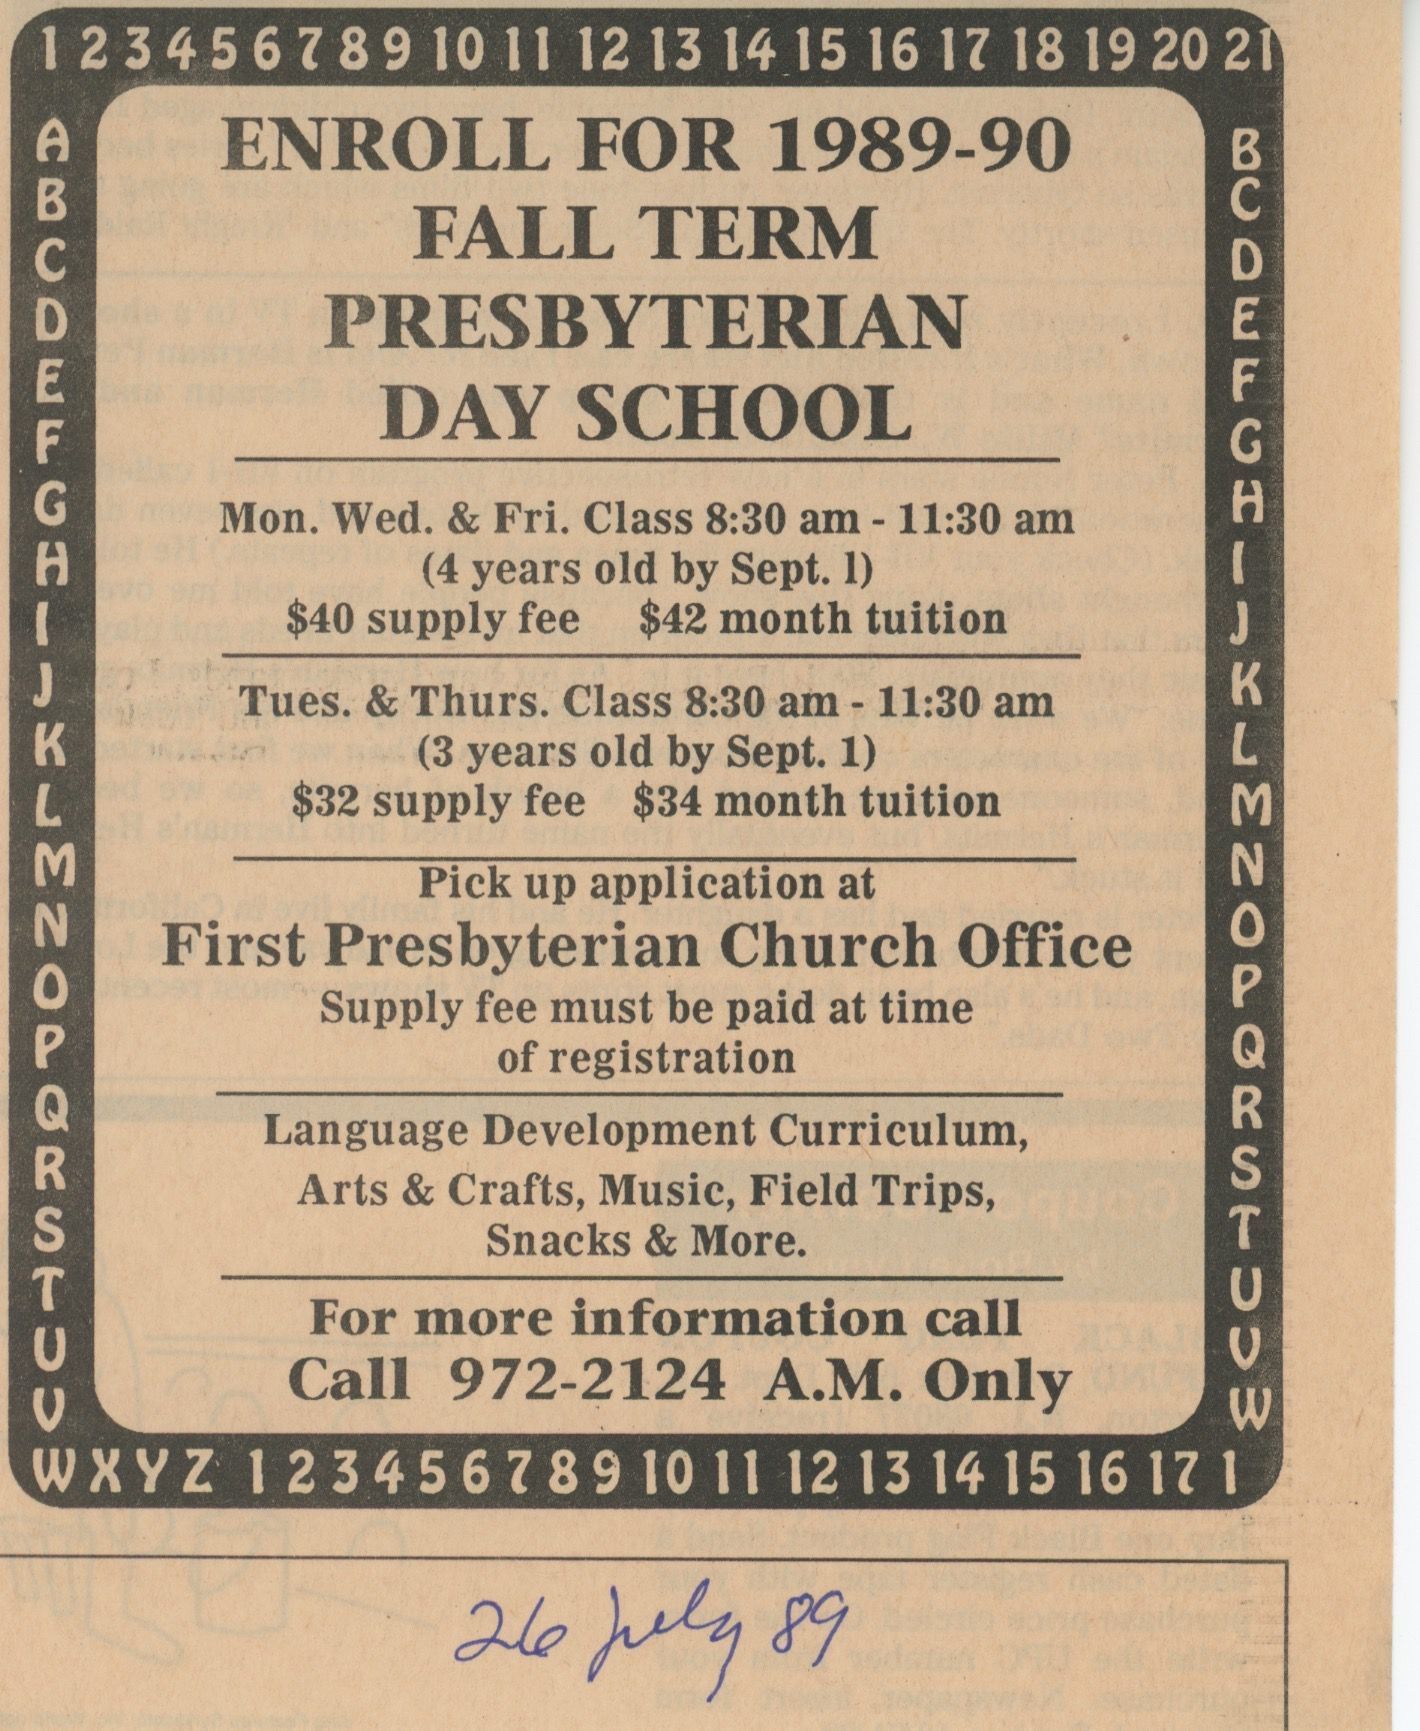 1 2 3 4 5 6 7 8 9 10 11 12 13 14 15 16 17 18 19 20 21
A B C D E F G H I J K L M N O P Q R S T U V
ENROLL FOR 1989-90
FALL TERM
PRESBYTERIAN
DAY SCHOOL
Mon. Wed. & Fri. Class 8:30 am - 11:30 am
(4 years old by Sept. 1)
$40 supply fee $42 month tuition
Tues. & Thurs. Class 8:30 am - 11:30 am
(3 years old by Sept. 1)
$32 supply fee $34 month tuition
Pick up application at
First Presbyterian Church Office
Supply fee must be paid at time
of registration
Language Development Curriculum,
Arts & Crafts, Music, Field Trips,
Snacks & More.
For more information call
Call 972-2124 A.M. Only
B C D E F G H I J K L M N O P Q R S T U V W
W X Y Z 1 2 3 4 5 6 7 8 9 10 11 12 13 14 15 16 17 1
26 July 89